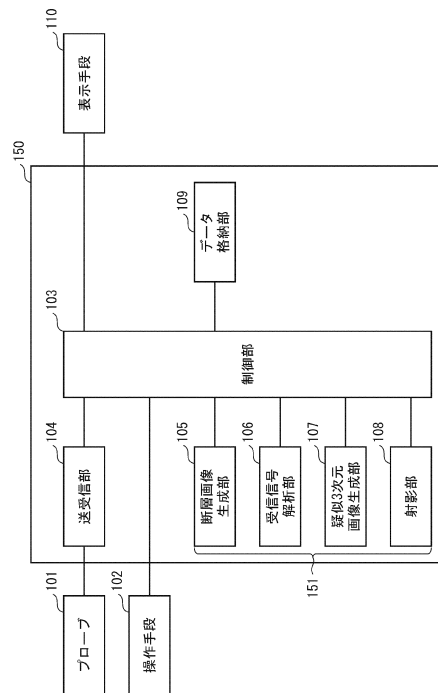 101
プローブ
102
操作手段
150
104
送受信部
105
断層画像
生成部
106
受信信号
解析部
107
疑似3次元
画像生成部
108
射影部
151
103
制御部
109
データ
格納部
110
表示手段